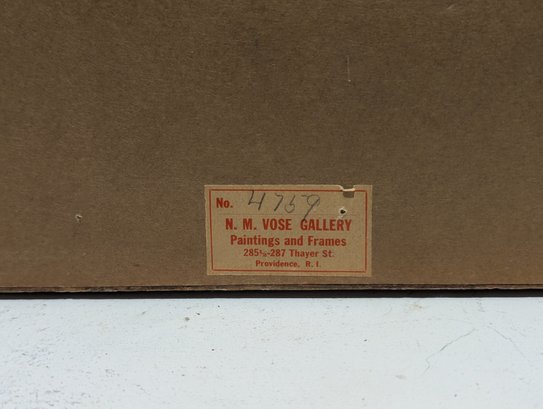 No. 4759
N. M. VOSE GALLERY
Paintings and Frames
285½-287 Thayer St.
Providence, R. I.